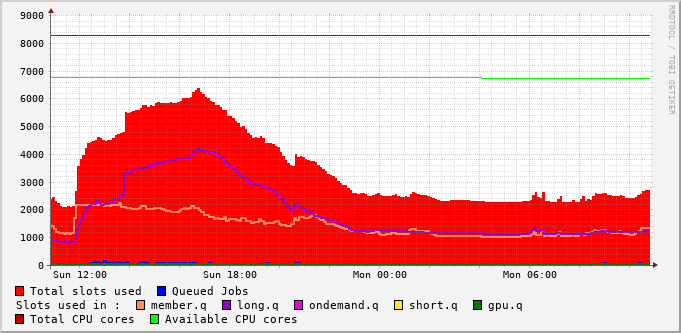 RRDTOOL / TOBI OETIKER
9000
8000
7000
6000
5000
4000
3000
2000
1000
0
Sun 12:00 Sun 18:00 Mon 00:00 Mon 06:00
Total slots used Queued Jobs
Slots used in : member.q long.q ondemand.q short.q gpu.q
Total CPU cores Available CPU cores